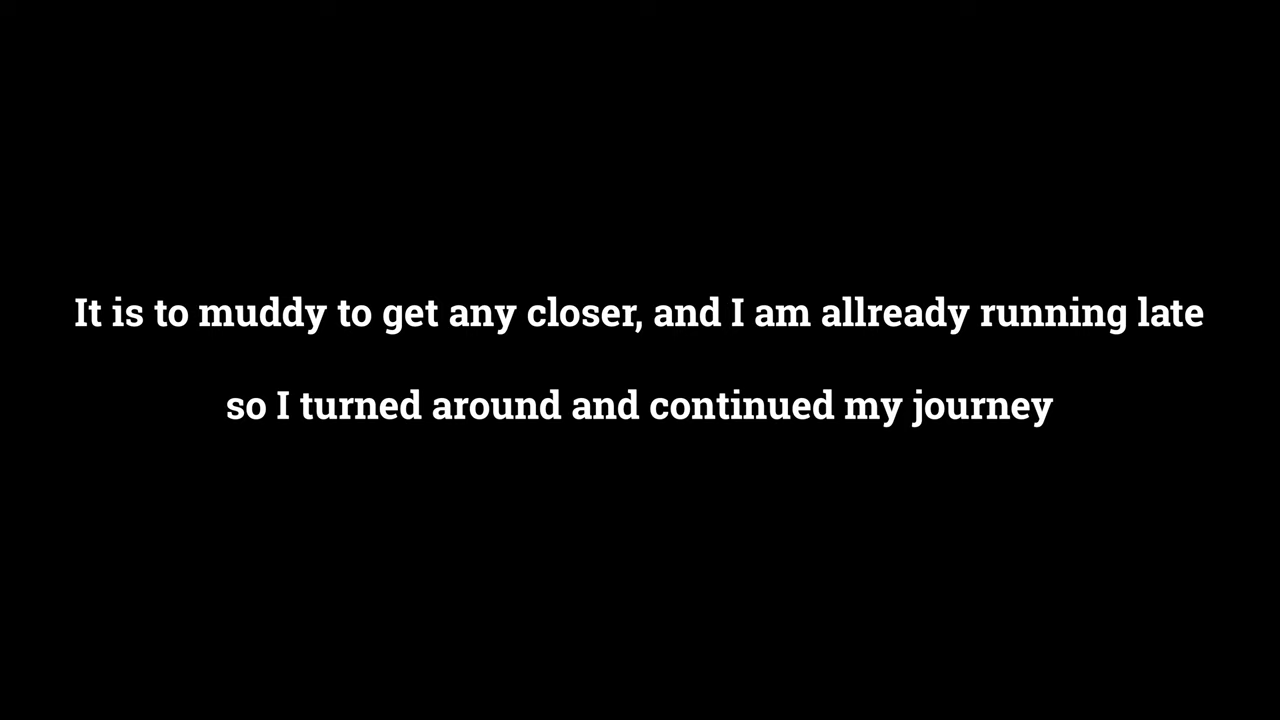 It is to muddy to get any closer, and I am allready running late
so I turned around and continued my journey